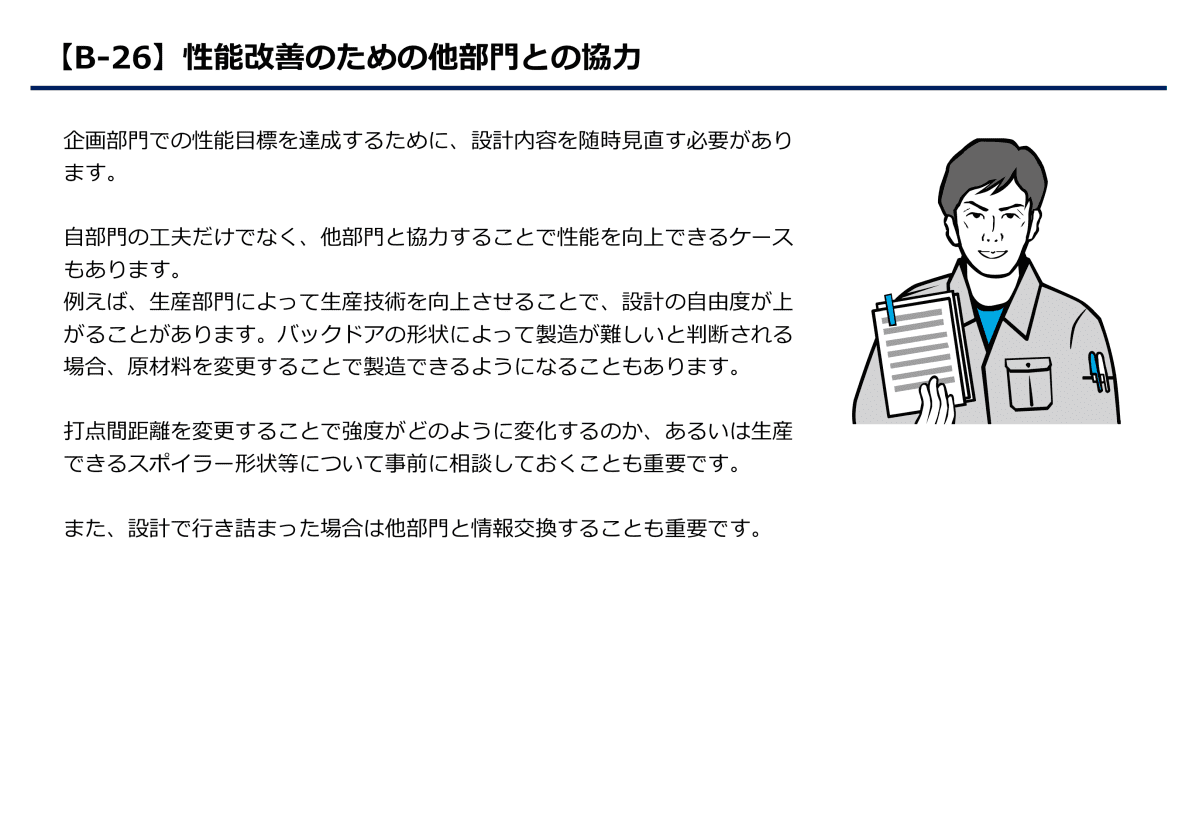 【B-26】性能改善のための他部門との協力
企画部門での性能目標を達成するために、設計内容を随時見直す必要があり
ます。
自部門の工夫だけでなく、他部門と協力することで性能を向上できるケース
もあります。
例えば、生産部門によって生産技術を向上させることで、設計の自由度が上
がることがあります。バックドアの形状によって製造が難しいと判断される
場合、原材料を変更することで製造できるようになることもあります。
打点間距離を変更することで強度がどのように変化するのか、あるいは生産
できるスポイラー形状等について事前に相談しておくことも重要です。
また、設計で行き詰まった場合は他部門と情報交換することも重要です。